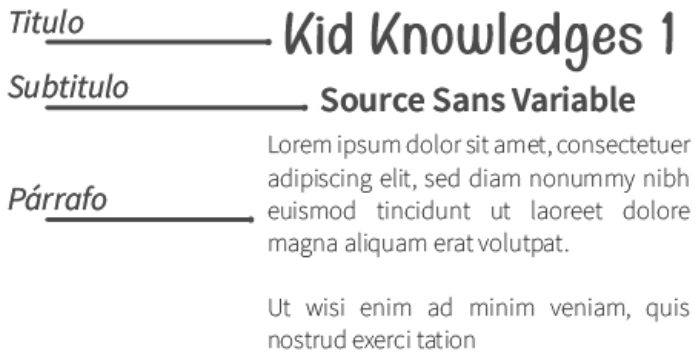 Titulo
Kid Knowledges 1
Subtitulo
Source Sans Variable
Párrafo
Lorem ipsum dolor sit amet, consectetuer
adipiscing elit, sed diam nonummy nibh
euismod tincidunt ut laoreet dolore
magna aliquam erat volutpat.
Ut wisi enim ad minim veniam, quis
nostrud exerci tation